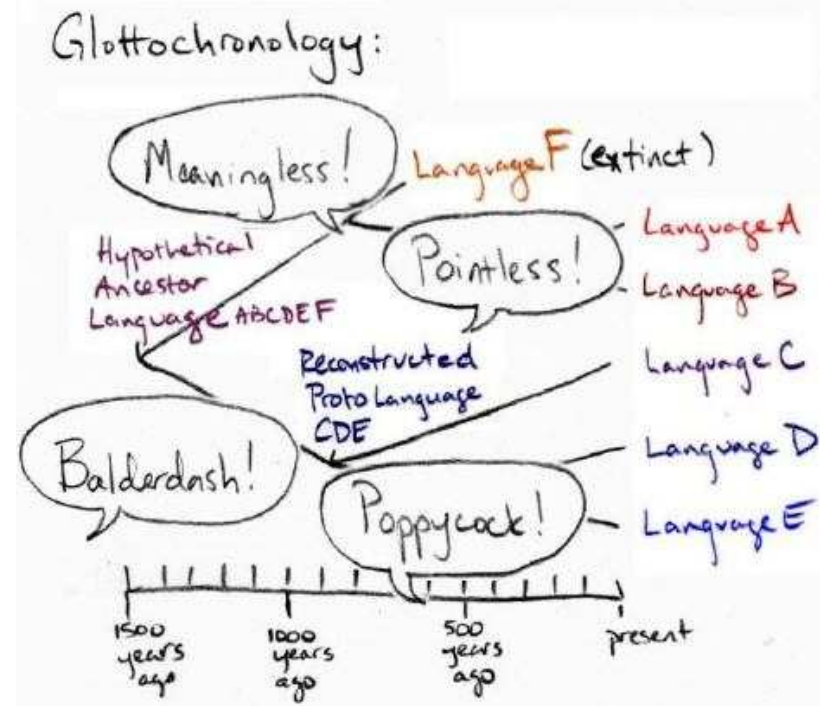 Glottochronology:
Meaningless!
Language F (extinct)
Language A
Pointless!
Hypothetical
Ancestor
Language ABCDEF
Language B
Reconstructed
Proto Language
CDE
Language C
Balderdash!
Language D
Poppycock!
Language E
1500
years
ago
1000
years
ago
500
years
ago
present